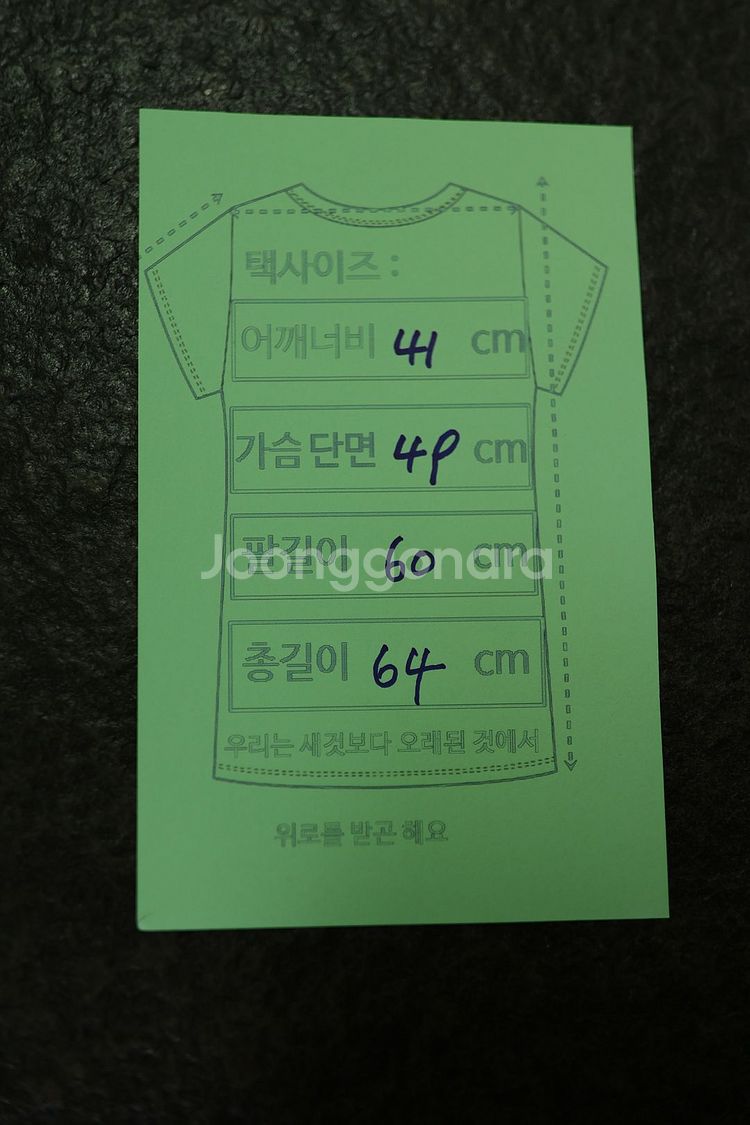 택사이즈 :
어깨너비 41 cm
가슴단면 49 cm
팔길이 60 cm
Joonggonara
총길이 64 cm
우리는 새것보다 오래된 것에서
위로를 받곤 해요